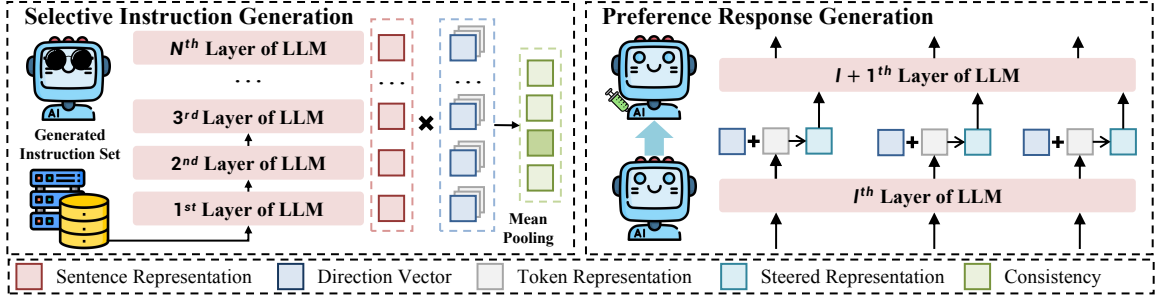 Selective Instruction Generation
Nth Layer of LLM
...
...
3rd Layer of LLM
2nd Layer of LLM
1st Layer of LLM
AI
Generated
Instruction Set
Mean
Pooling
Preference Response Generation
l + 1th Layer of LLM
lth Layer of LLM
AI
AI
Sentence Representation
Direction Vector
Token Representation
Steered Representation
Consistency